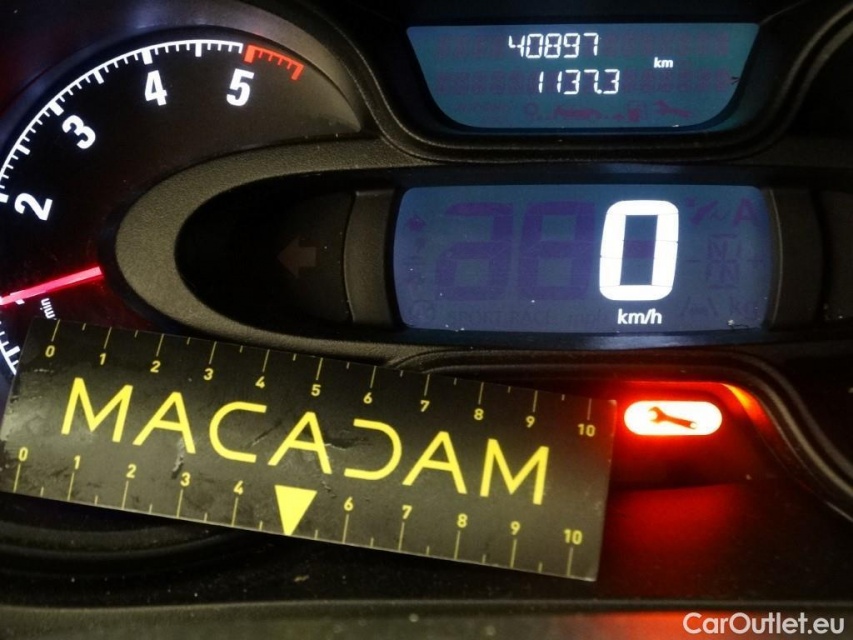 40897
km
1137.3
2 3 4 5
min
0
km/h
0 1 2 3 4 5 6 7 8 9 10
MACADAM
0 1 2 3 4 6 7 8 9 10
CarOutlet.eu